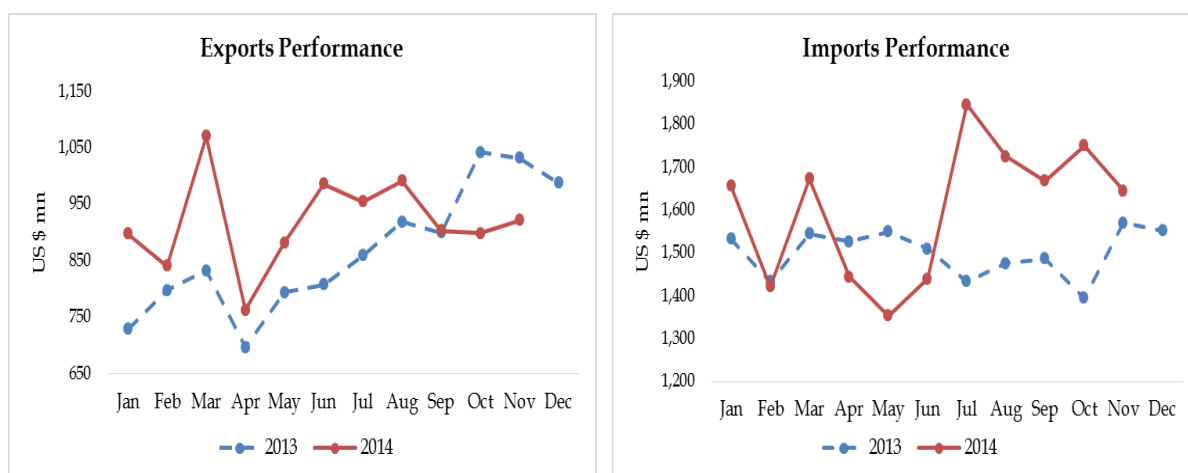 Exports Performance
US $ mn
1,150
1,050
950
850
750
650
Jan Feb Mar Apr May Jun Jul Aug Sep Oct Nov Dec
2013 2014
Imports Performance
US $ mn
1,900
1,800
1,700
1,600
1,500
1,400
1,300
1,200
Jan Feb Mar Apr May Jun Jul Aug Sep Oct Nov Dec
2013 2014